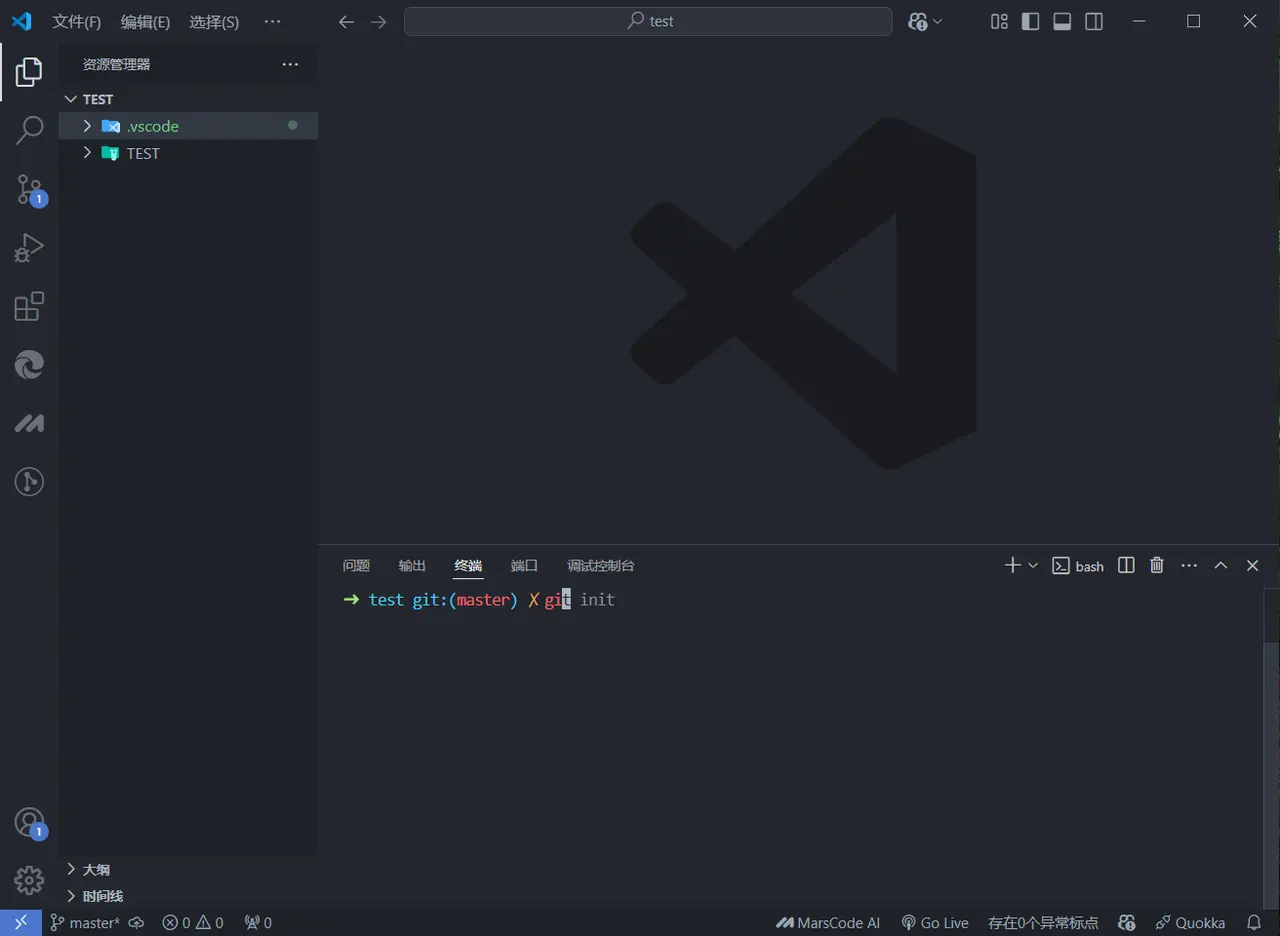 文件(F) 编辑(E) 选择(S) ··· test
资源管理器 ···
TEST
.vscode
TEST
1
1
大纲
时间线
问题 输出 终端 端口 调试控制台 bash ···
→ test git:(master) ✗ git init
master* 0 0 0 MarsCode AI Go Live 存在0个异常标点 Quokka